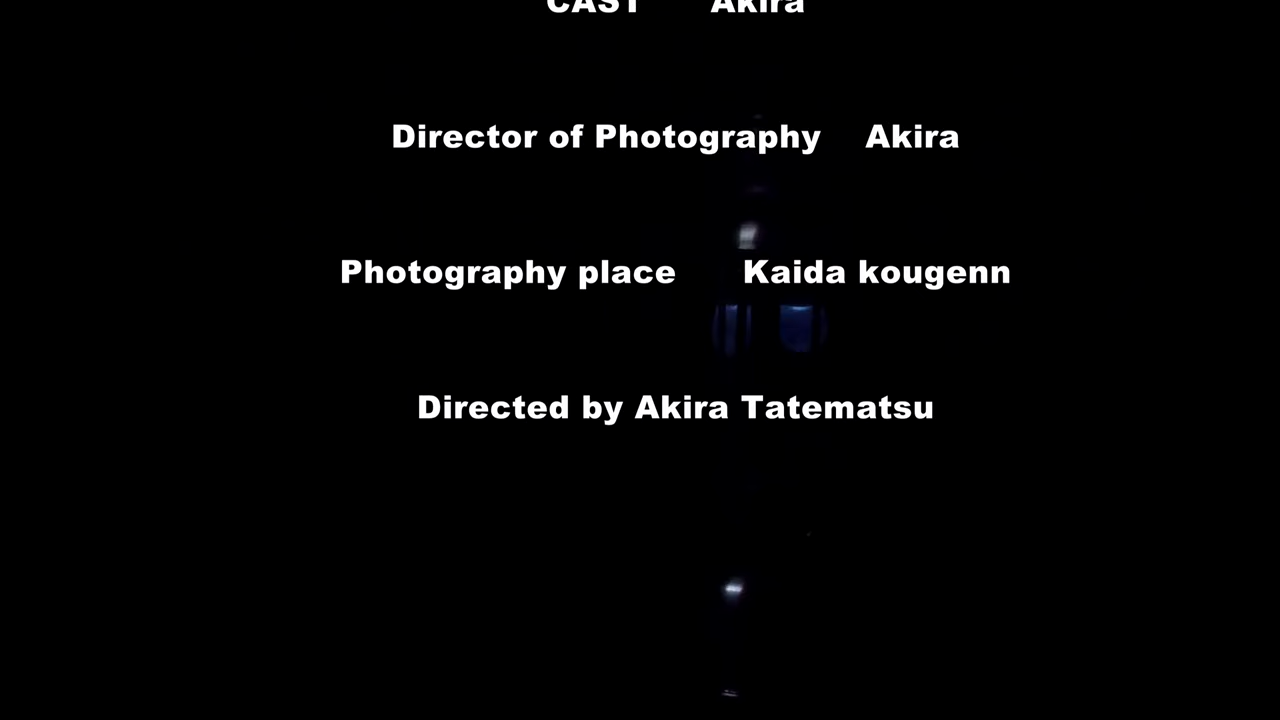 CAST Akira
Director of Photography Akira
Photography place Kaida kougenn
Directed by Akira Tatematsu